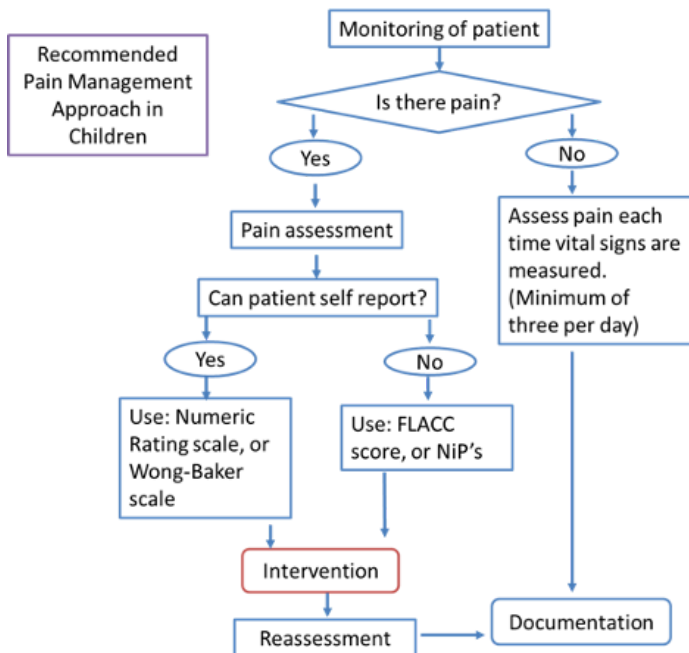 Recommended
Pain Management
Approach in
Children
Monitoring of patient
Is there pain?
Yes
No
Pain assessment
Assess pain each
time vital signs are
measured.
(Minimum of
three per day)
Can patient self report?
Yes
No
Use: Numeric
Rating scale, or
Wong-Baker
scale
Use: FLACC
score, or NiP's
Intervention
Reassessment
Documentation